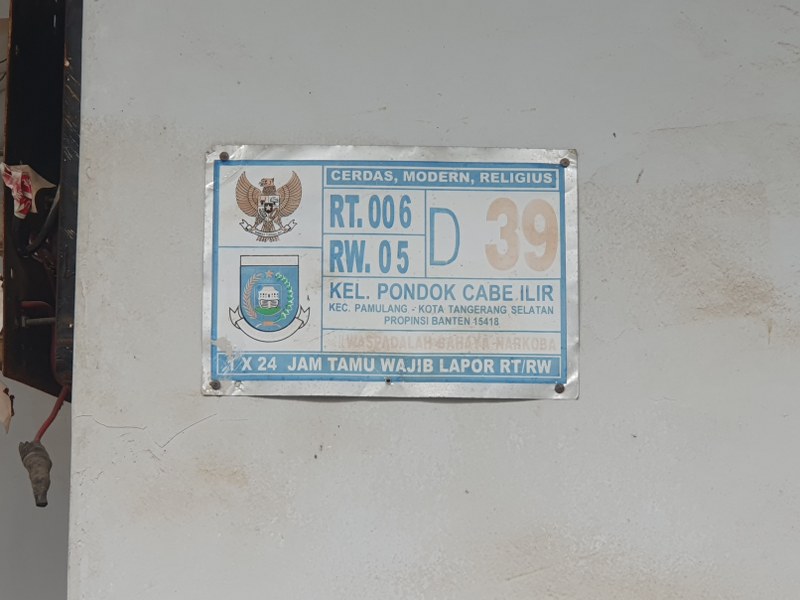 CERDAS, MODERN, RELIGIUS
RT. 006
RW. 05
D 39
KEL. PONDOK CABE ILIR
KEC. PAMULANG - KOTA TANGERANG SELATAN
PROPINSI BANTEN 15418
WASPADALAH BAHAYA NARKOBA
1 X 24 JAM TAMU WAJIB LAPOR RT/RW